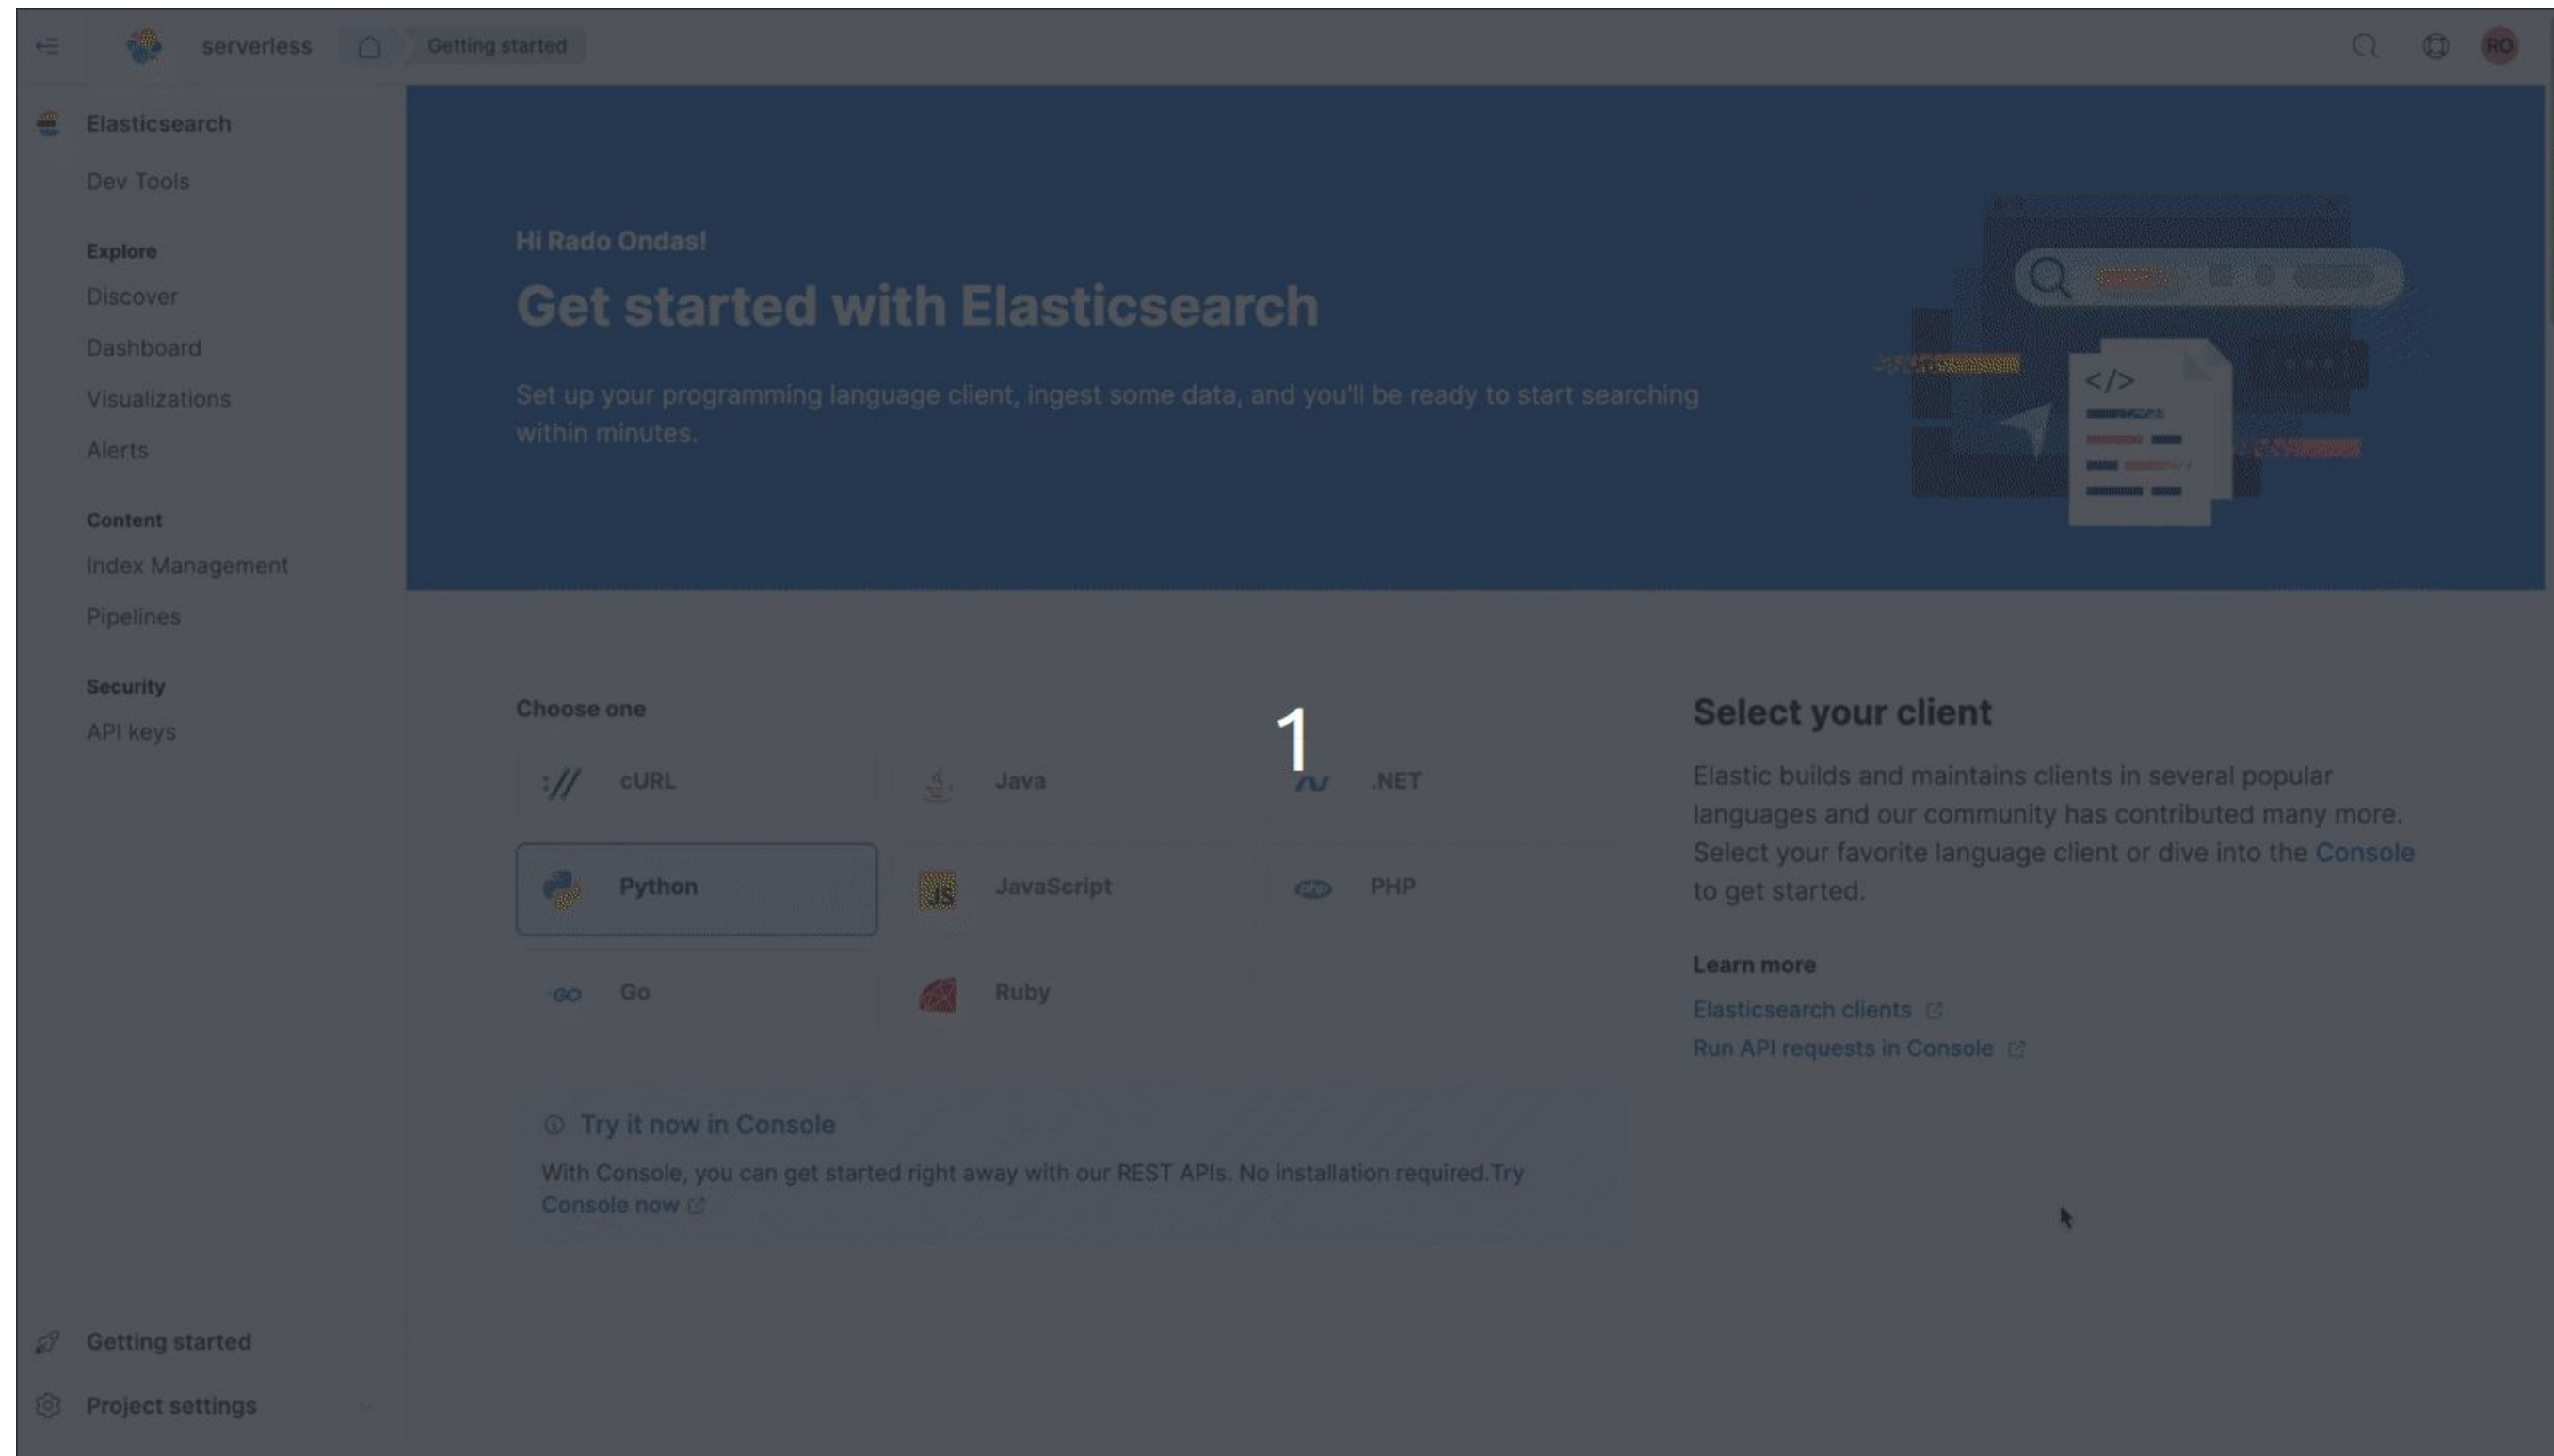 serverless
Getting started
RO
Elasticsearch
Dev Tools
Explore
Discover
Dashboard
Visualizations
Alerts
Content
Index Management
Pipelines
Security
API keys
Getting started
Project settings
Hi Rado Ondas!
Get started with Elasticsearch
Set up your programming language client, ingest some data, and you'll be ready to start searching
within minutes.
</>
Choose one
1
:// cURL
Java
.NET
Python
JS JavaScript
php PHP
GO Go
Ruby
Try it now in Console
With Console, you can get started right away with our REST APIs. No installation required.Try
Console now
Select your client
Elastic builds and maintains clients in several popular
languages and our community has contributed many more.
Select your favorite language client or dive into the Console
to get started.
Learn more
Elasticsearch clients
Run API requests in Console